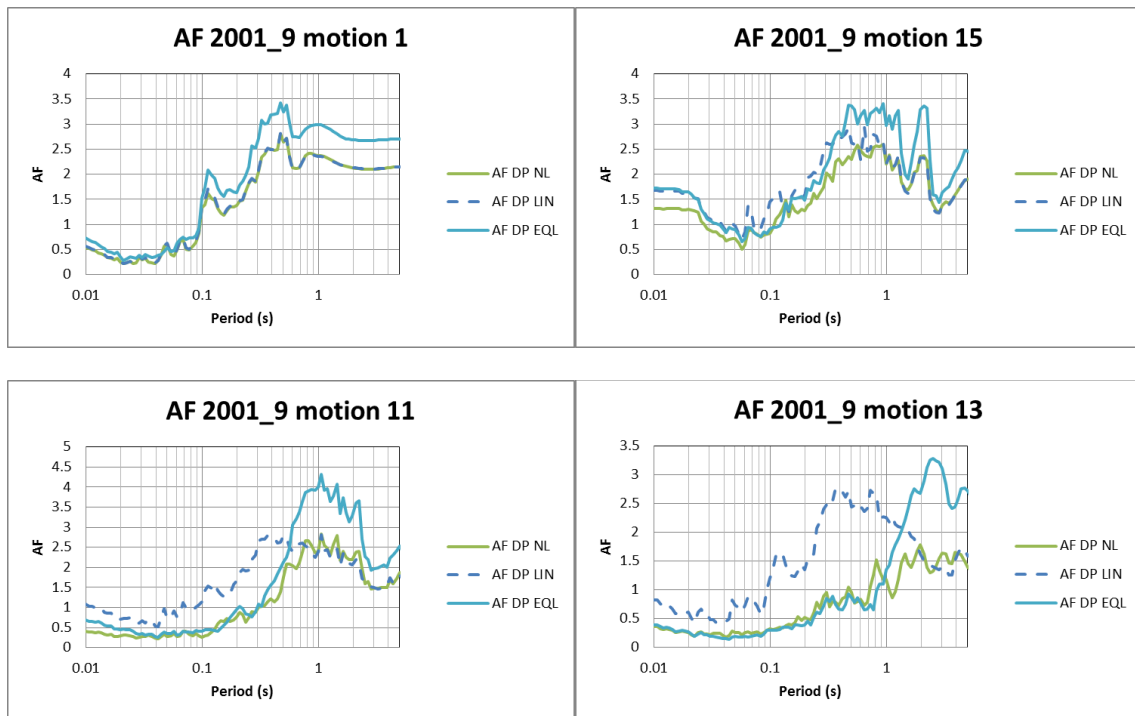 AF 2001_9 motion 1
4
3.5
3
2.5
2
1.5
1
0.5
0
AF
0.01
0.1
1
Period (s)
AF DP NL
AF DP LIN
AF DP EQL
AF 2001_9 motion 15
4
3.5
3
2.5
2
1.5
1
0.5
0
AF
0.01
0.1
1
Period (s)
AF DP NL
AF DP LIN
AF DP EQL
AF 2001_9 motion 11
5
4.5
4
3.5
3
2.5
2
1.5
1
0.5
0
AF
0.01
0.1
1
Period (s)
AF DP NL
AF DP LIN
AF DP EQL
AF 2001_9 motion 13
3.5
3
2.5
2
1.5
1
0.5
0
AF
0.01
0.1
1
Period (s)
AF DP NL
AF DP LIN
AF DP EQL